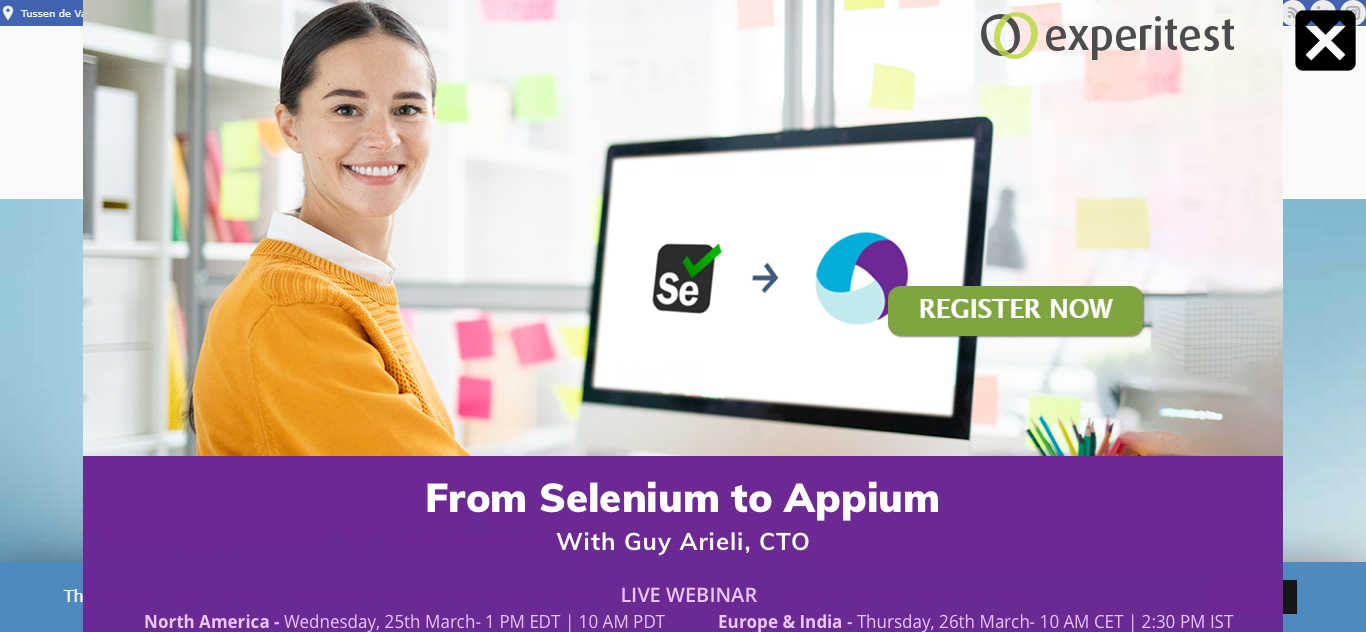 Tussen de Va
experitest
Se
REGISTER NOW
From Selenium to Appium
With Guy Arieli, CTO
LIVE WEBINAR
North America - Wednesday, 25th March- 1 PM EDT | 10 AM PDT
Europe & India - Thursday, 26th March- 10 AM CET | 2:30 PM IST
Th